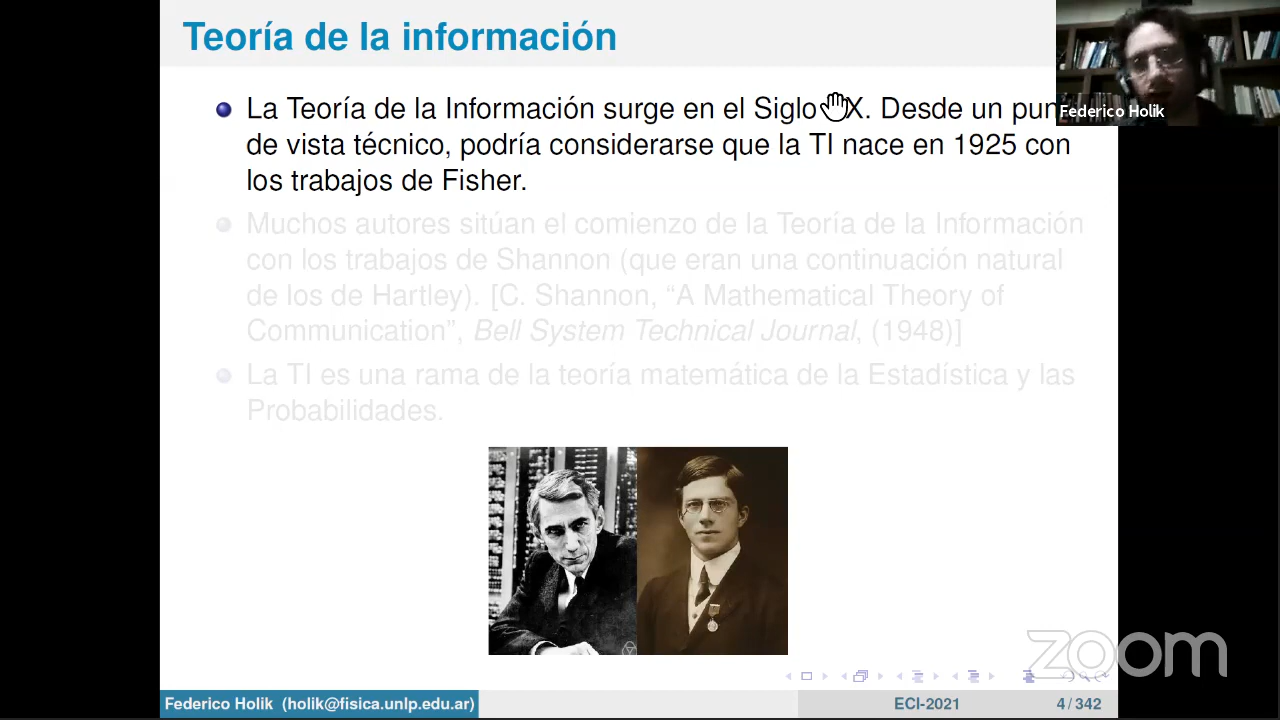 Teoría de la información
La Teoría de la Información surge en el Siglo X. Desde un pun
de vista técnico, podría considerarse que la TI nace en 1925 con
los trabajos de Fisher.
Muchos autores sitúan el comienzo de la Teoría de la Información
con los trabajos de Shannon (que eran una continuación natural
de los de Hartley). [C. Shannon, “A Mathematical Theory of
Communication”, Bell System Technical Journal, (1948)]
La TI es una rama de la teoría matemática de la Estadística y las
Probabilidades.
Federico Holik
zoom
Federico Holik (holik@fisica.unlp.edu.ar)
ECI-2021
4 / 342